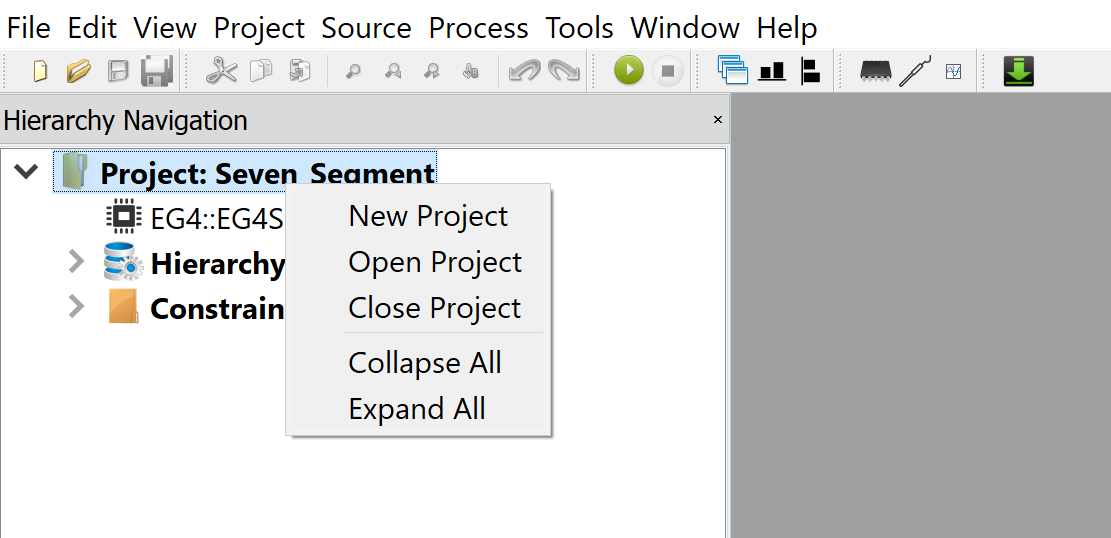 File Edit View Project Source Process Tools Window Help
Hierarchy Navigation
Project: Seven_Segment
EG4::EG4S
Hierarchy
Constrain
New Project
Open Project
Close Project
Collapse All
Expand All